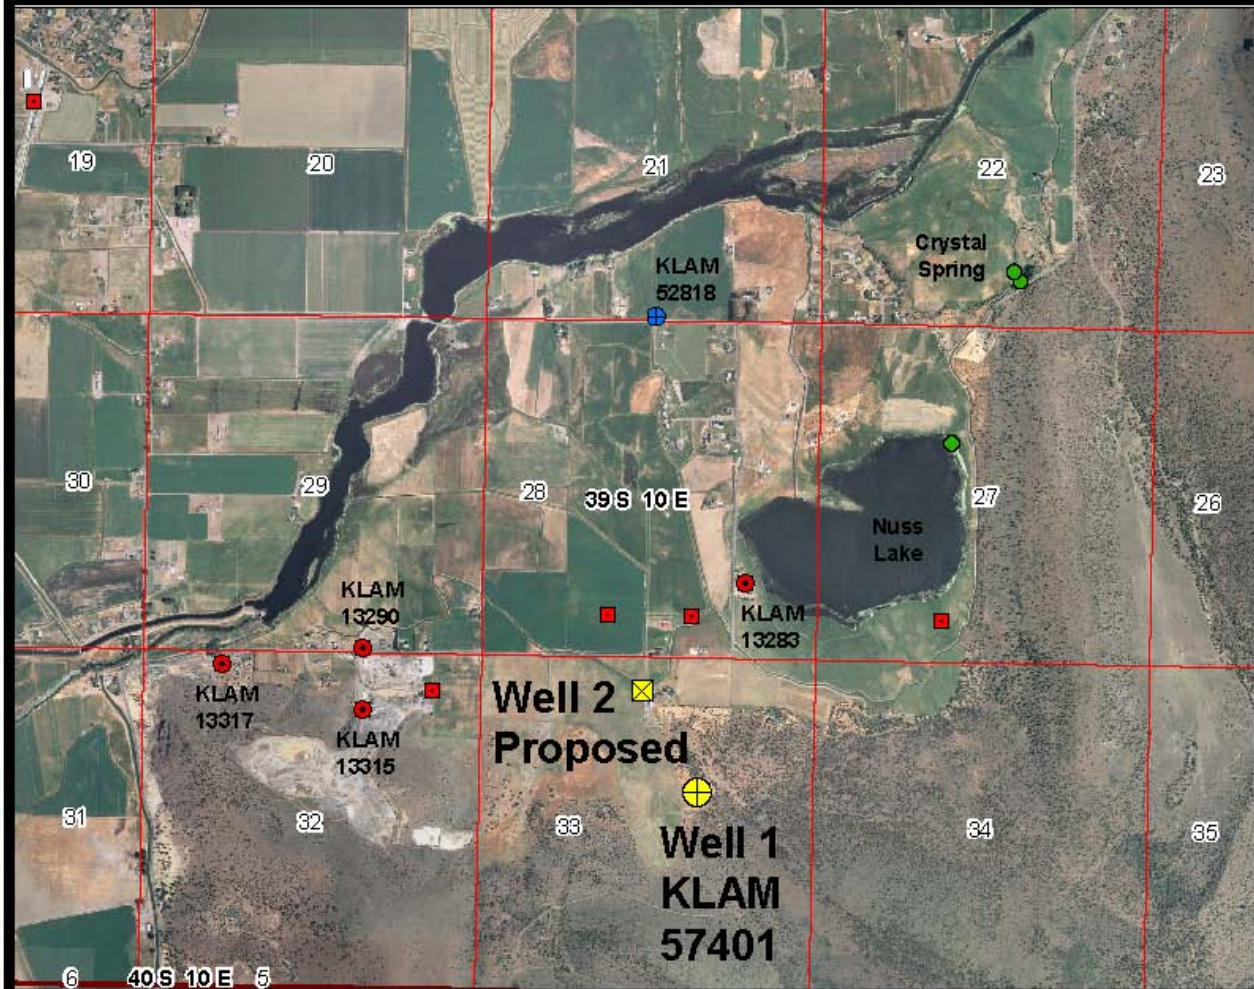 19
20
21
22
23
Crystal
Spring
KLAM
52818
30
29
28
39 S 10 E
27
26
Nuss
Lake
KLAM
13290
KLAM
13283
KLAM
13317
Well 2
Proposed
KLAM
13315
31
32
33
34
35
Well 1
KLAM
57401
6
40 S 10 E
5